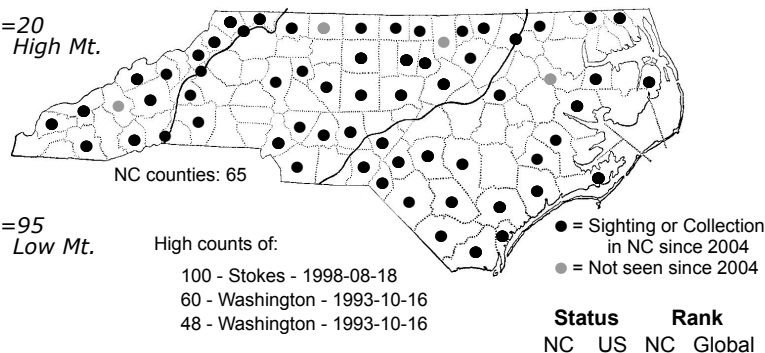 =20
High Mt.
NC counties: 65
=95
Low Mt.
High counts of:
100 - Stokes - 1998-08-18
60 - Washington - 1993-10-16
48 - Washington - 1993-10-16
= Sighting or Collection
in NC since 2004
= Not seen since 2004
Status Rank
NC US NC Global